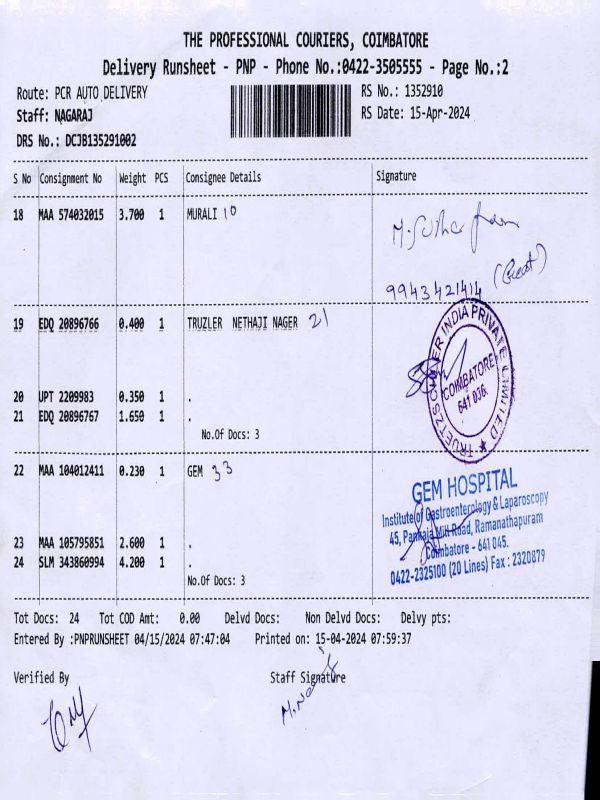 THE PROFESSIONAL COURIERS, COIMBATORE
Delivery Runsheet - PNP - Phone No.:0422-3505555 - Page No.:2
Route: PCR AUTO DELIVERY
RS No.: 1352910
Staff: NAGARAJ
RS Date: 15-Apr-2024
DRS No.: DCJB135291002
S No Consignment No Weight PCS Consignee Details Signature
18 MAA 574032015 3.700 1 MURALI 10
9943421414
19 EDQ 20896766 0.400 1 TRUZLER NETHAJI NAGER 21
INDIA PRIVATE LIMITED
COIMBATORE
641 036.
20 UPT 2209983 0.350 1 .
21 EDQ 20896767 1.650 1 .
No.Of Docs: 3
22 MAA 104012411 0.230 1 GEM 33
GEM HOSPITAL
Institute of Gastroenterology & Laparoscopy
45, Pankaja Mill Road, Ramanathapuram
Coimbatore - 641 045.
0422-2325100 (20 Lines) Fax : 2320879
23 MAA 105795851 2.600 1 .
24 SLM 343860994 4.200 1 .
No.Of Docs: 3
Tot Docs: 24 Tot COD Amt: 0.00 Delvd Docs: Non Delvd Docs: Delvy pts:
Entered By :PNPRUNSHEET 04/15/2024 07:47:04 Printed on: 15-04-2024 07:59:37
Verified By Staff Signature